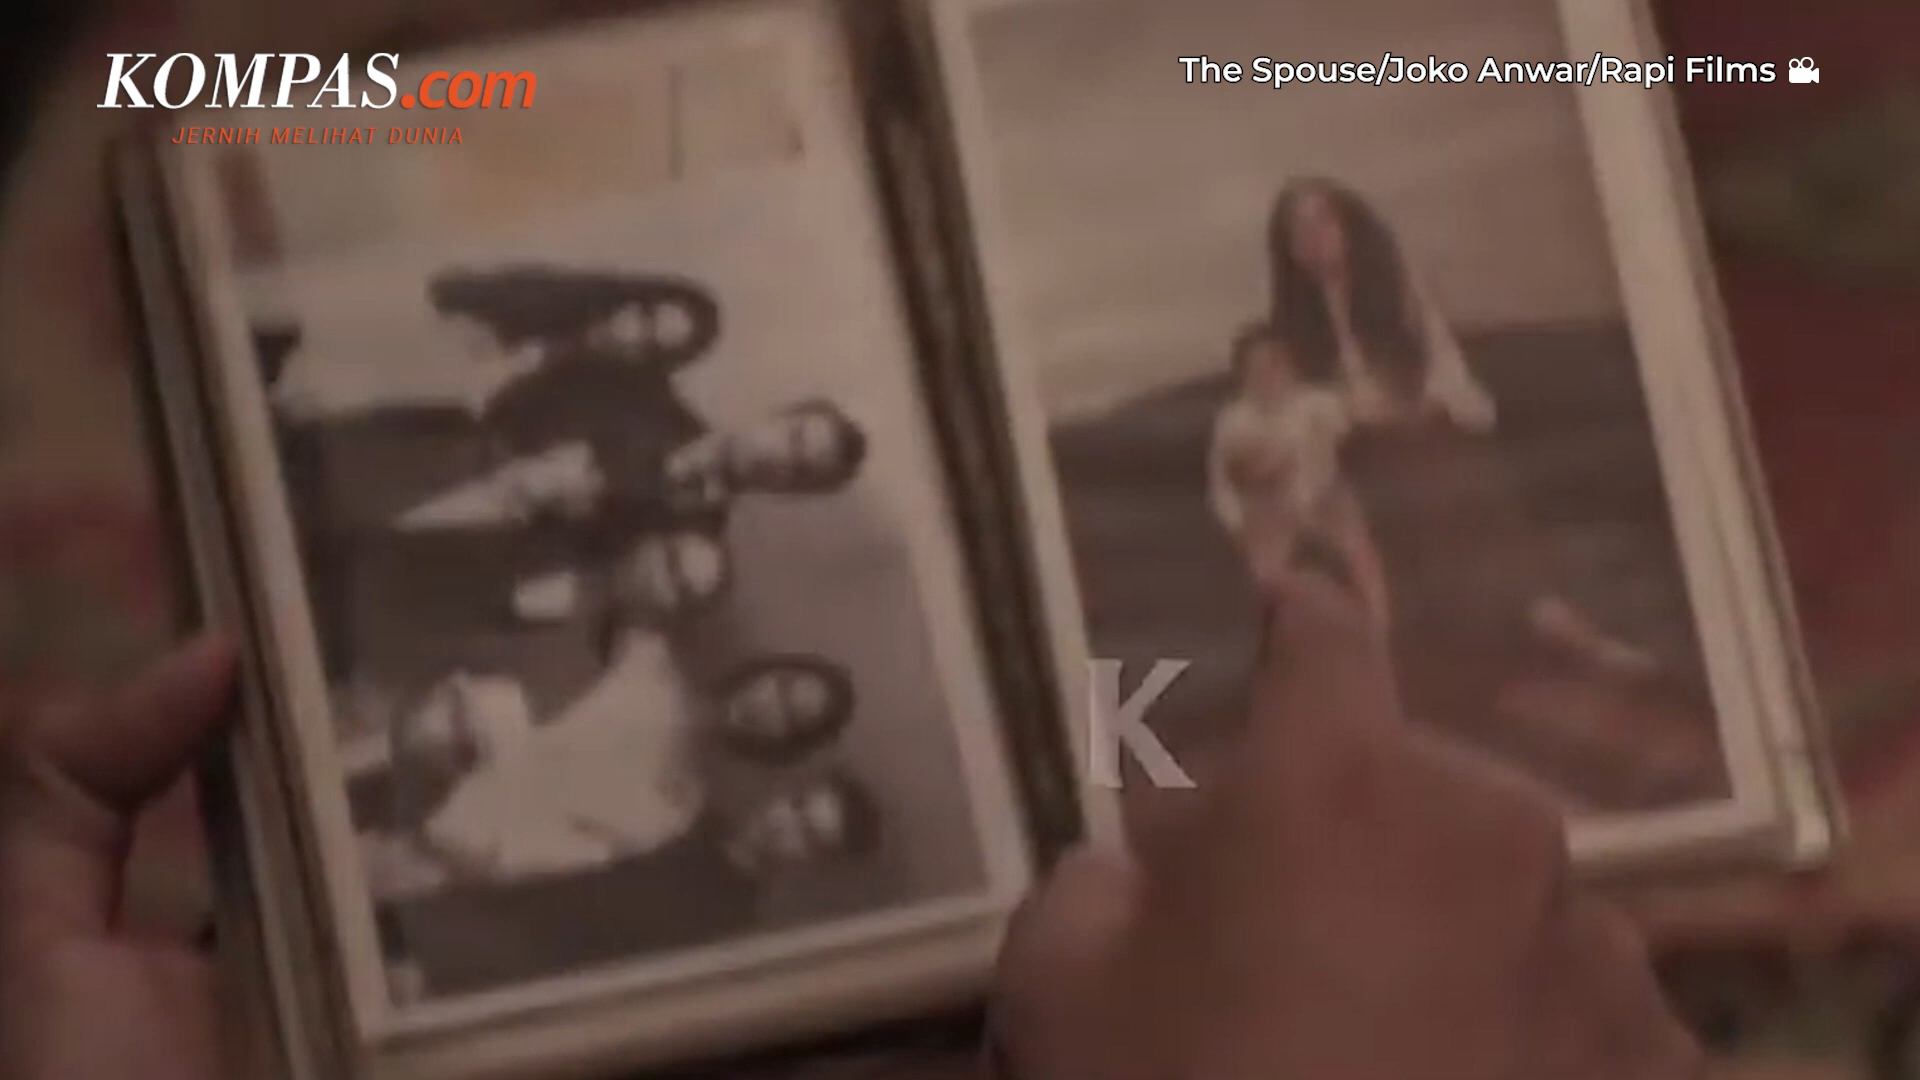 KOMPAS.com
JERNIH MELIHAT DUNIA
The Spouse/Joko Anwar/Rapi Films
K